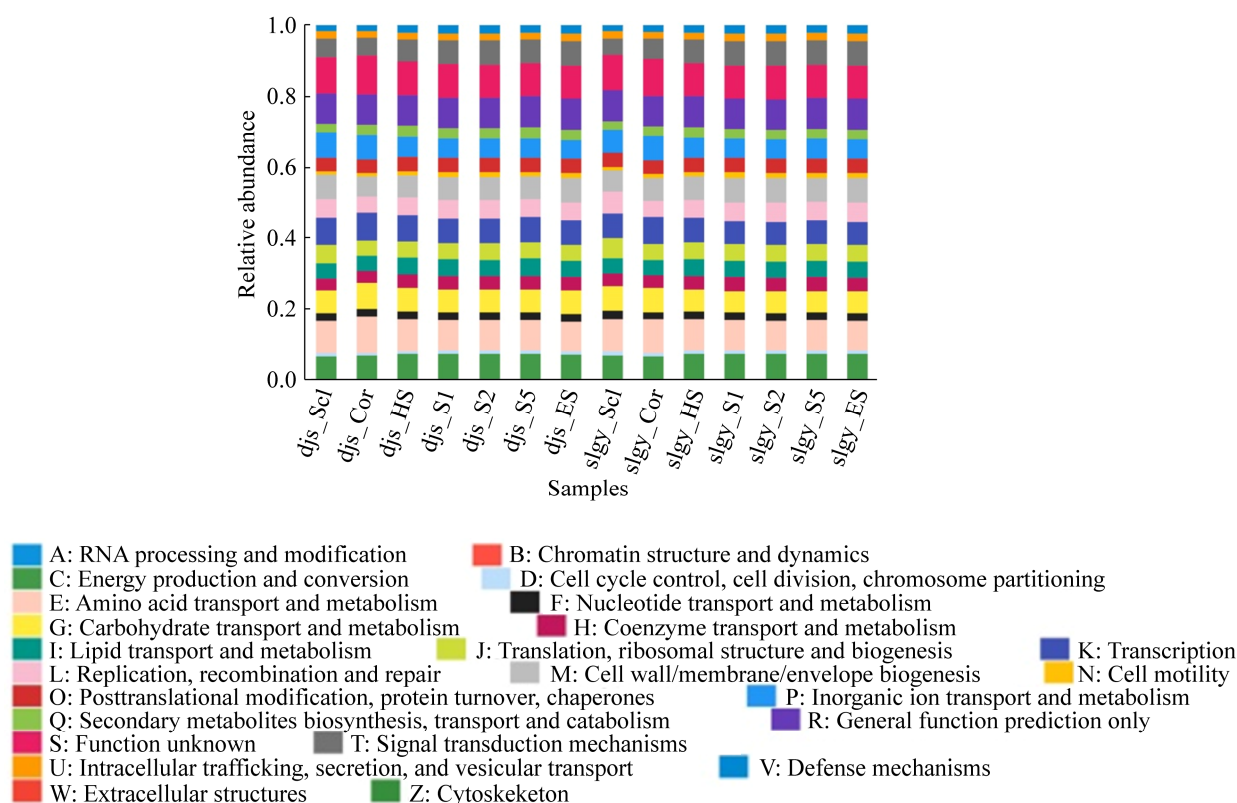 1.0
0.8
0.6
0.4
0.2
0.0
Relative abundance
djs_Scl
djs_Cor
djs_HS
djs_S1
djs_S2
djs_S5
djs_ES
slgy_Scl
slgy_Cor
slgy_HS
slgy_S1
slgy_S2
slgy_S5
slgy_ES
Samples
A: RNA processing and modification B: Chromatin structure and dynamics
C: Energy production and conversion D: Cell cycle control, cell division, chromosome partitioning
E: Amino acid transport and metabolism F: Nucleotide transport and metabolism
G: Carbohydrate transport and metabolism H: Coenzyme transport and metabolism
I: Lipid transport and metabolism J: Translation, ribosomal structure and biogenesis K: Transcription
L: Replication, recombination and repair M: Cell wall/membrane/envelope biogenesis N: Cell motility
O: Posttranslational modification, protein turnover, chaperones P: Inorganic ion transport and metabolism
Q: Secondary metabolites biosynthesis, transport and catabolism R: General function prediction only
S: Function unknown T: Signal transduction mechanisms
U: Intracellular trafficking, secretion, and vesicular transport V: Defense mechanisms
W: Extracellular structures Z: Cytoskeketon